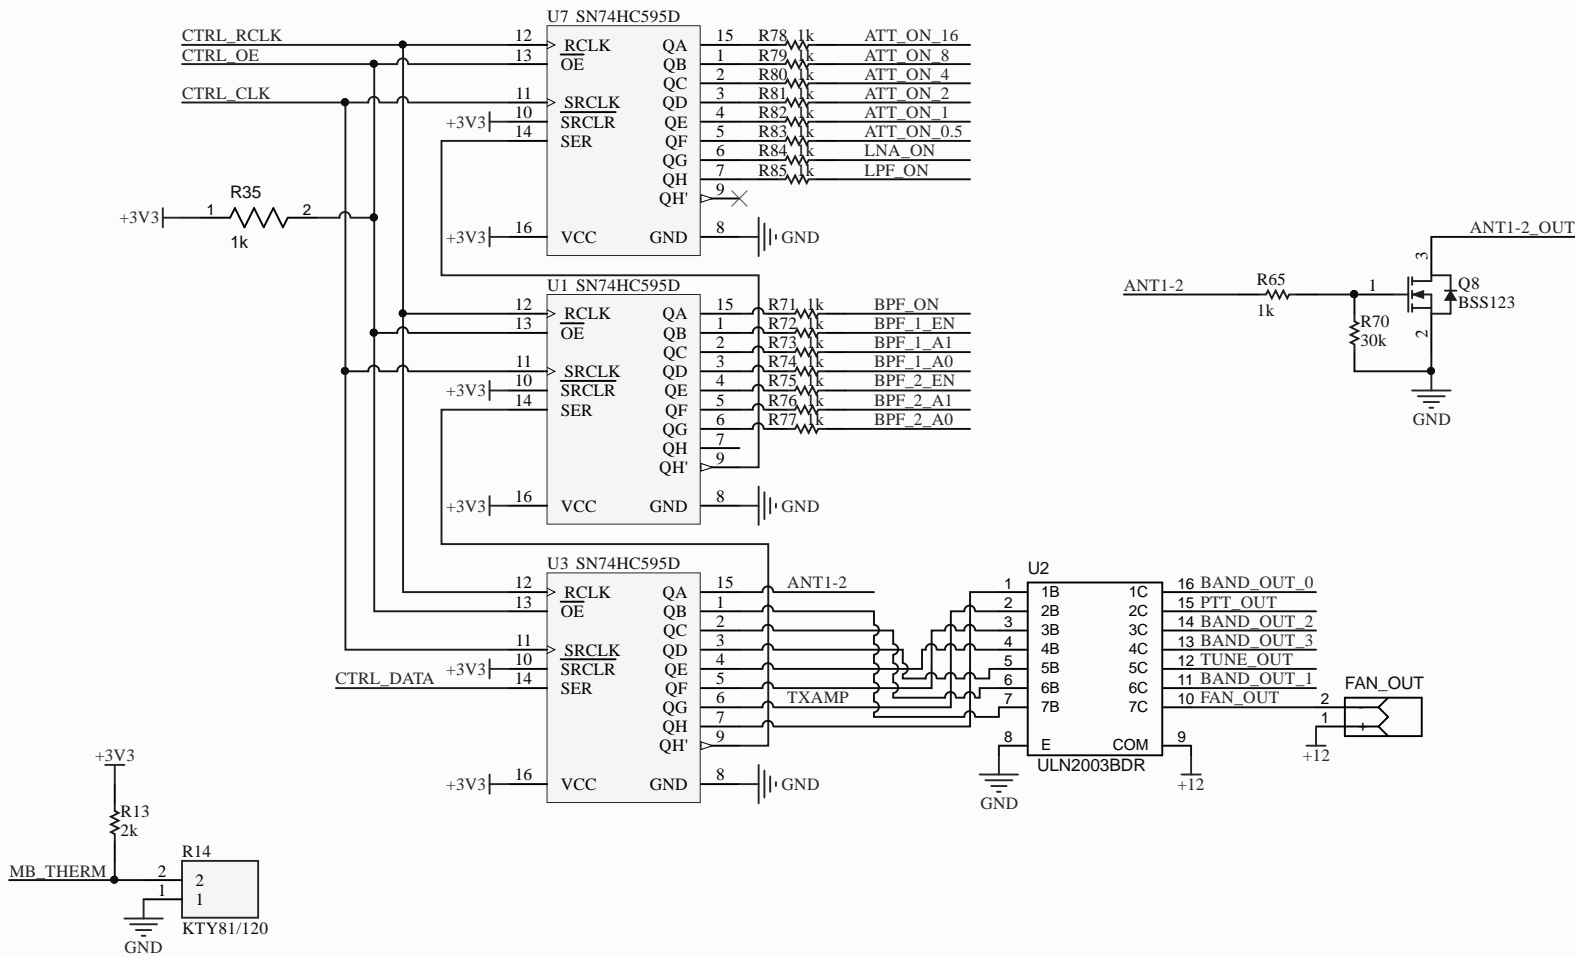 U7 SN74HC595D
CTRL_RCLK 12 RCLK QA 15 R78 1k ATT_ON_16
CTRL_OE 13 OE QB 1 R79 1k ATT_ON_8
QC 2 R80 1k ATT_ON_4
CTRL_CLK 11 SRCLK QD 3 R81 1k ATT_ON_2
+3V3 10 SRCLR QE 4 R82 1k ATT_ON_1
14 SER QF 5 R83 1k ATT_ON_0.5
QG 6 R84 1k LNA_ON
QH 7 R85 1k LPF_ON
QH' 9
+3V3 16 VCC GND 8 GND
R35
+3V3 1 2
1k
U1 SN74HC595D
12 RCLK QA 15 R71 1k BPF_ON
13 OE QB 1 R72 1k BPF_1_EN
QC 2 R73 1k BPF_1_A1
11 SRCLK QD 3 R74 1k BPF_1_A0
+3V3 10 SRCLR QE 4 R75 1k BPF_2_EN
14 SER QF 5 R76 1k BPF_2_A1
QG 6 R77 1k BPF_2_A0
QH 7
QH' 9
+3V3 16 VCC GND 8 GND
ANT1-2_OUT
3
ANT1-2 R65 1 Q8
1k BSS123
R70
30k 2
GND
U3 SN74HC595D
12 RCLK QA 15 ANT1-2
13 OE QB 1
QC 2
11 SRCLK QD 3
+3V3 10 SRCLR QE 4
CTRL_DATA 14 SER QF 5
QG 6 TXAMP
QH 7
QH' 9
+3V3 16 VCC GND 8 GND
U2
1 1B 1C 16 BAND_OUT_0
2 2B 2C 15 PTT_OUT
3 3B 3C 14 BAND_OUT_2
4 4B 4C 13 BAND_OUT_3
5 5B 5C 12 TUNE_OUT
6 6B 6C 11 BAND_OUT_1
7 7B 7C 10 FAN_OUT
8 E COM 9
ULN2003BDR
GND
+12
FAN_OUT
2 -
1 +
+12
+3V3
R13
2k
R14
MB_THERM 2 2
1 1
KTY81/120
GND